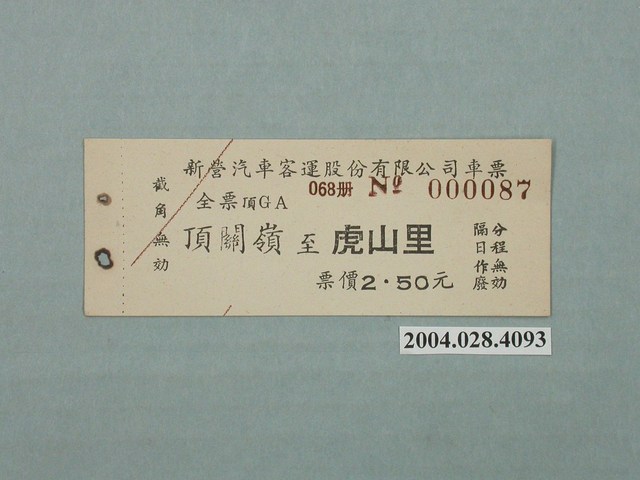 新營汽車客運股份有限公司車票
068册 Nº 000087
全票頂GA
頂關嶺 至 虎山里
票價2.50元
截角無効
隔日作廢
分程無効
2004.028.4093